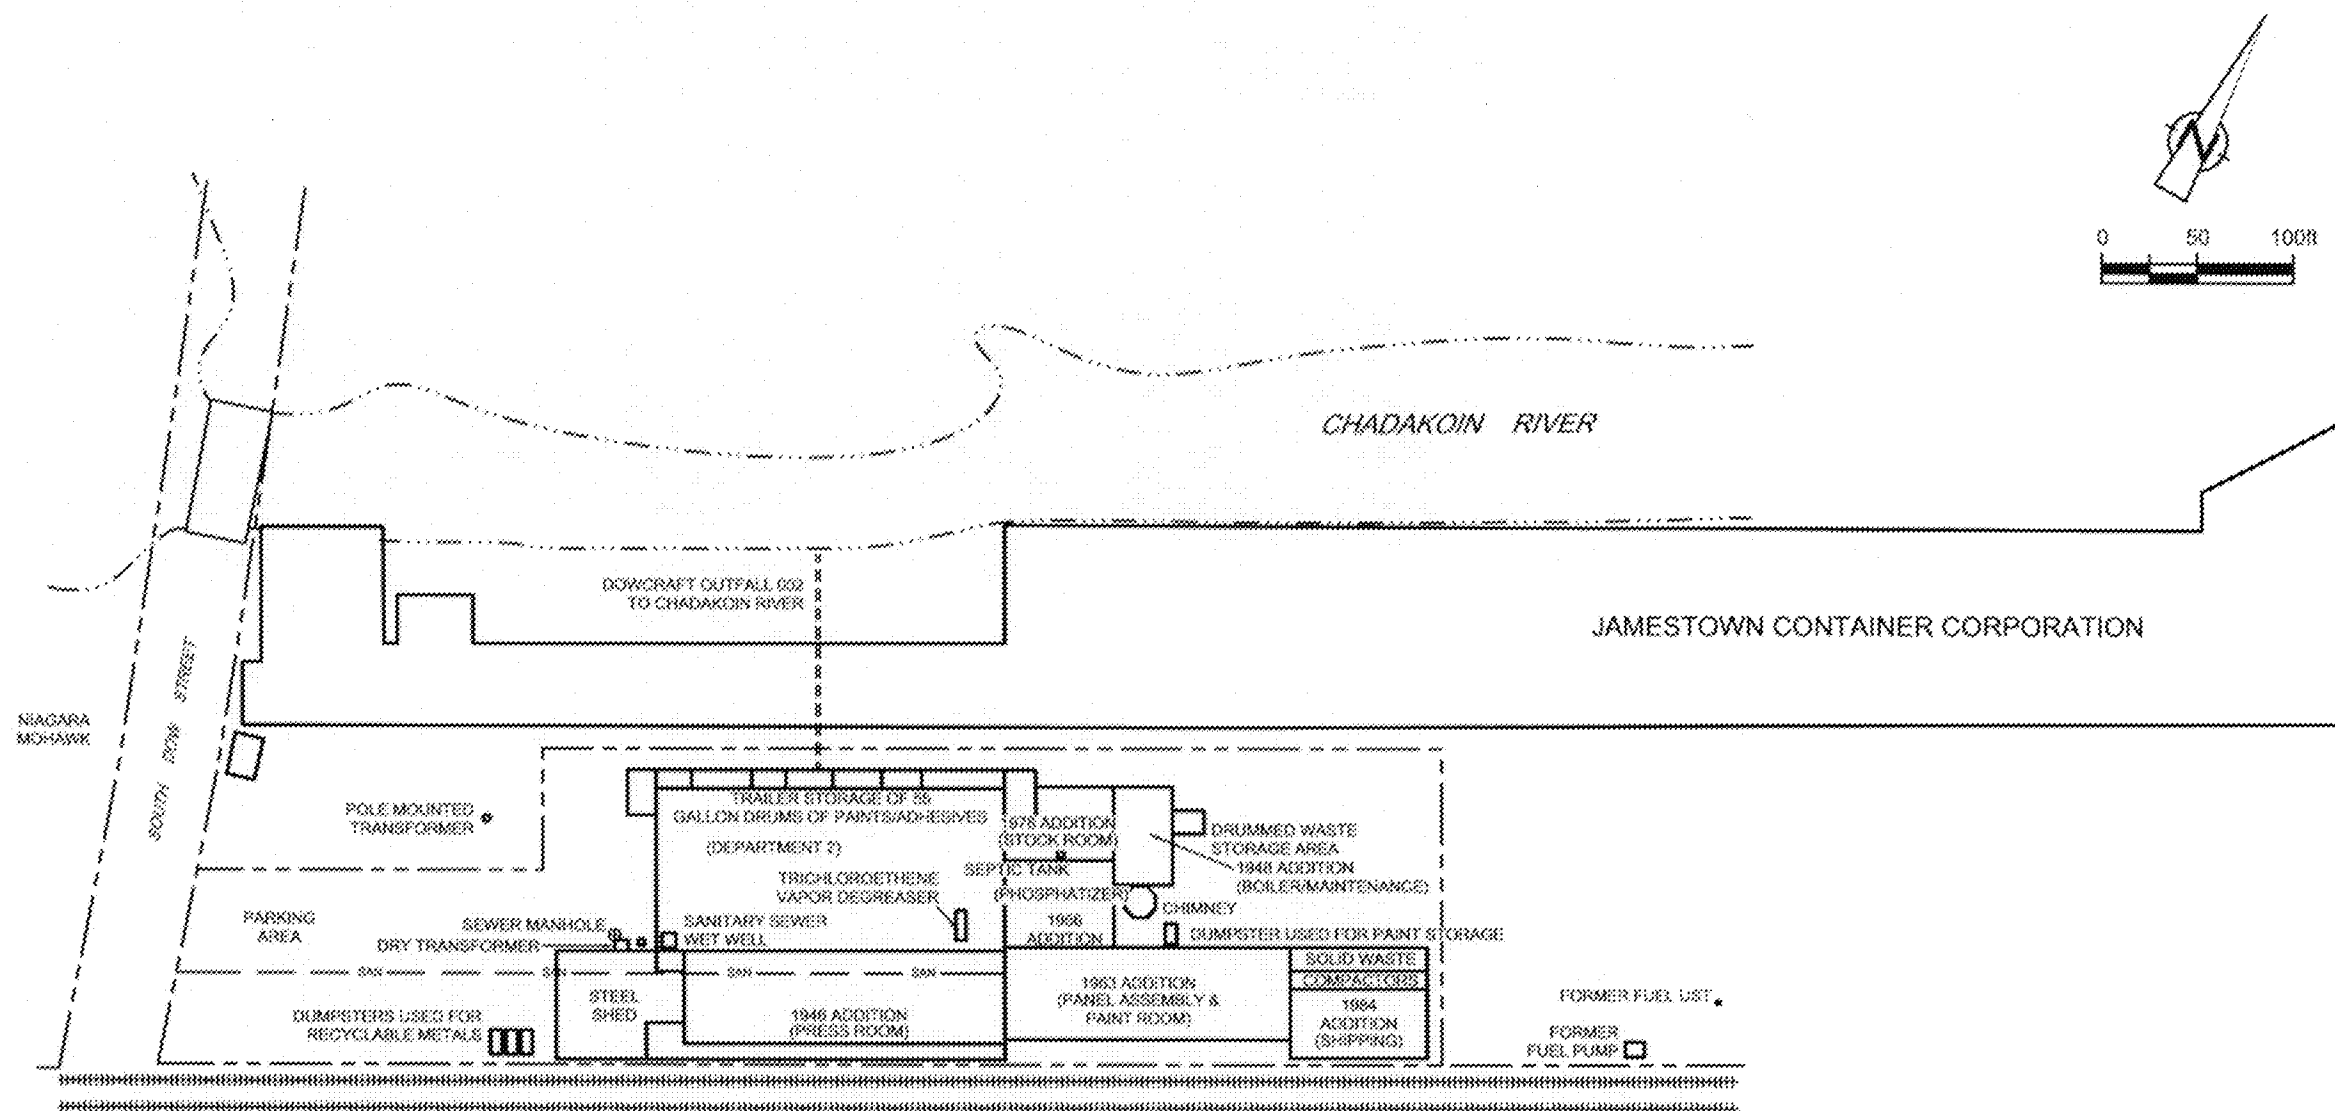 N
0 50 100ft
CHADAKOIN RIVER
DOWCRAFT OUTFALL 002
TO CHADAKOIN RIVER
JAMESTOWN CONTAINER CORPORATION
SOUTH DOW STREET
NIAGARA
MOHAWK
POLE MOUNTED
TRANSFORMER
TRAILER STORAGE OF 55
GALLON DRUMS OF PAINTS/ADHESIVES
(DEPARTMENT 2)
TRICHLOROETHENE
VAPOR DEGREASER
ADDITION
(STOCK ROOM)
SEPTIC TANK
(PHOSPHATIZER)
ADDITION
DRUMMED WASTE
STORAGE AREA
1948 ADDITION
(BOILER/MAINTENANCE)
CHIMNEY
DUMPSTER USED FOR PAINT STORAGE
PARKING
AREA
SEWER MANHOLE
DRY TRANSFORMER
SANITARY SEWER
WET WELL
SAN SAN SAN SAN
STEEL
SHED
DUMPSTERS USED FOR
RECYCLABLE METALS
1946 ADDITION
(PRESS ROOM)
1963 ADDITION
(PANEL ASSEMBLY &
PAINT ROOM)
SOLID WASTE
COMPACTORS
1984
ADDITION
(SHIPPING)
FORMER FUEL UST
FORMER
FUEL PUMP